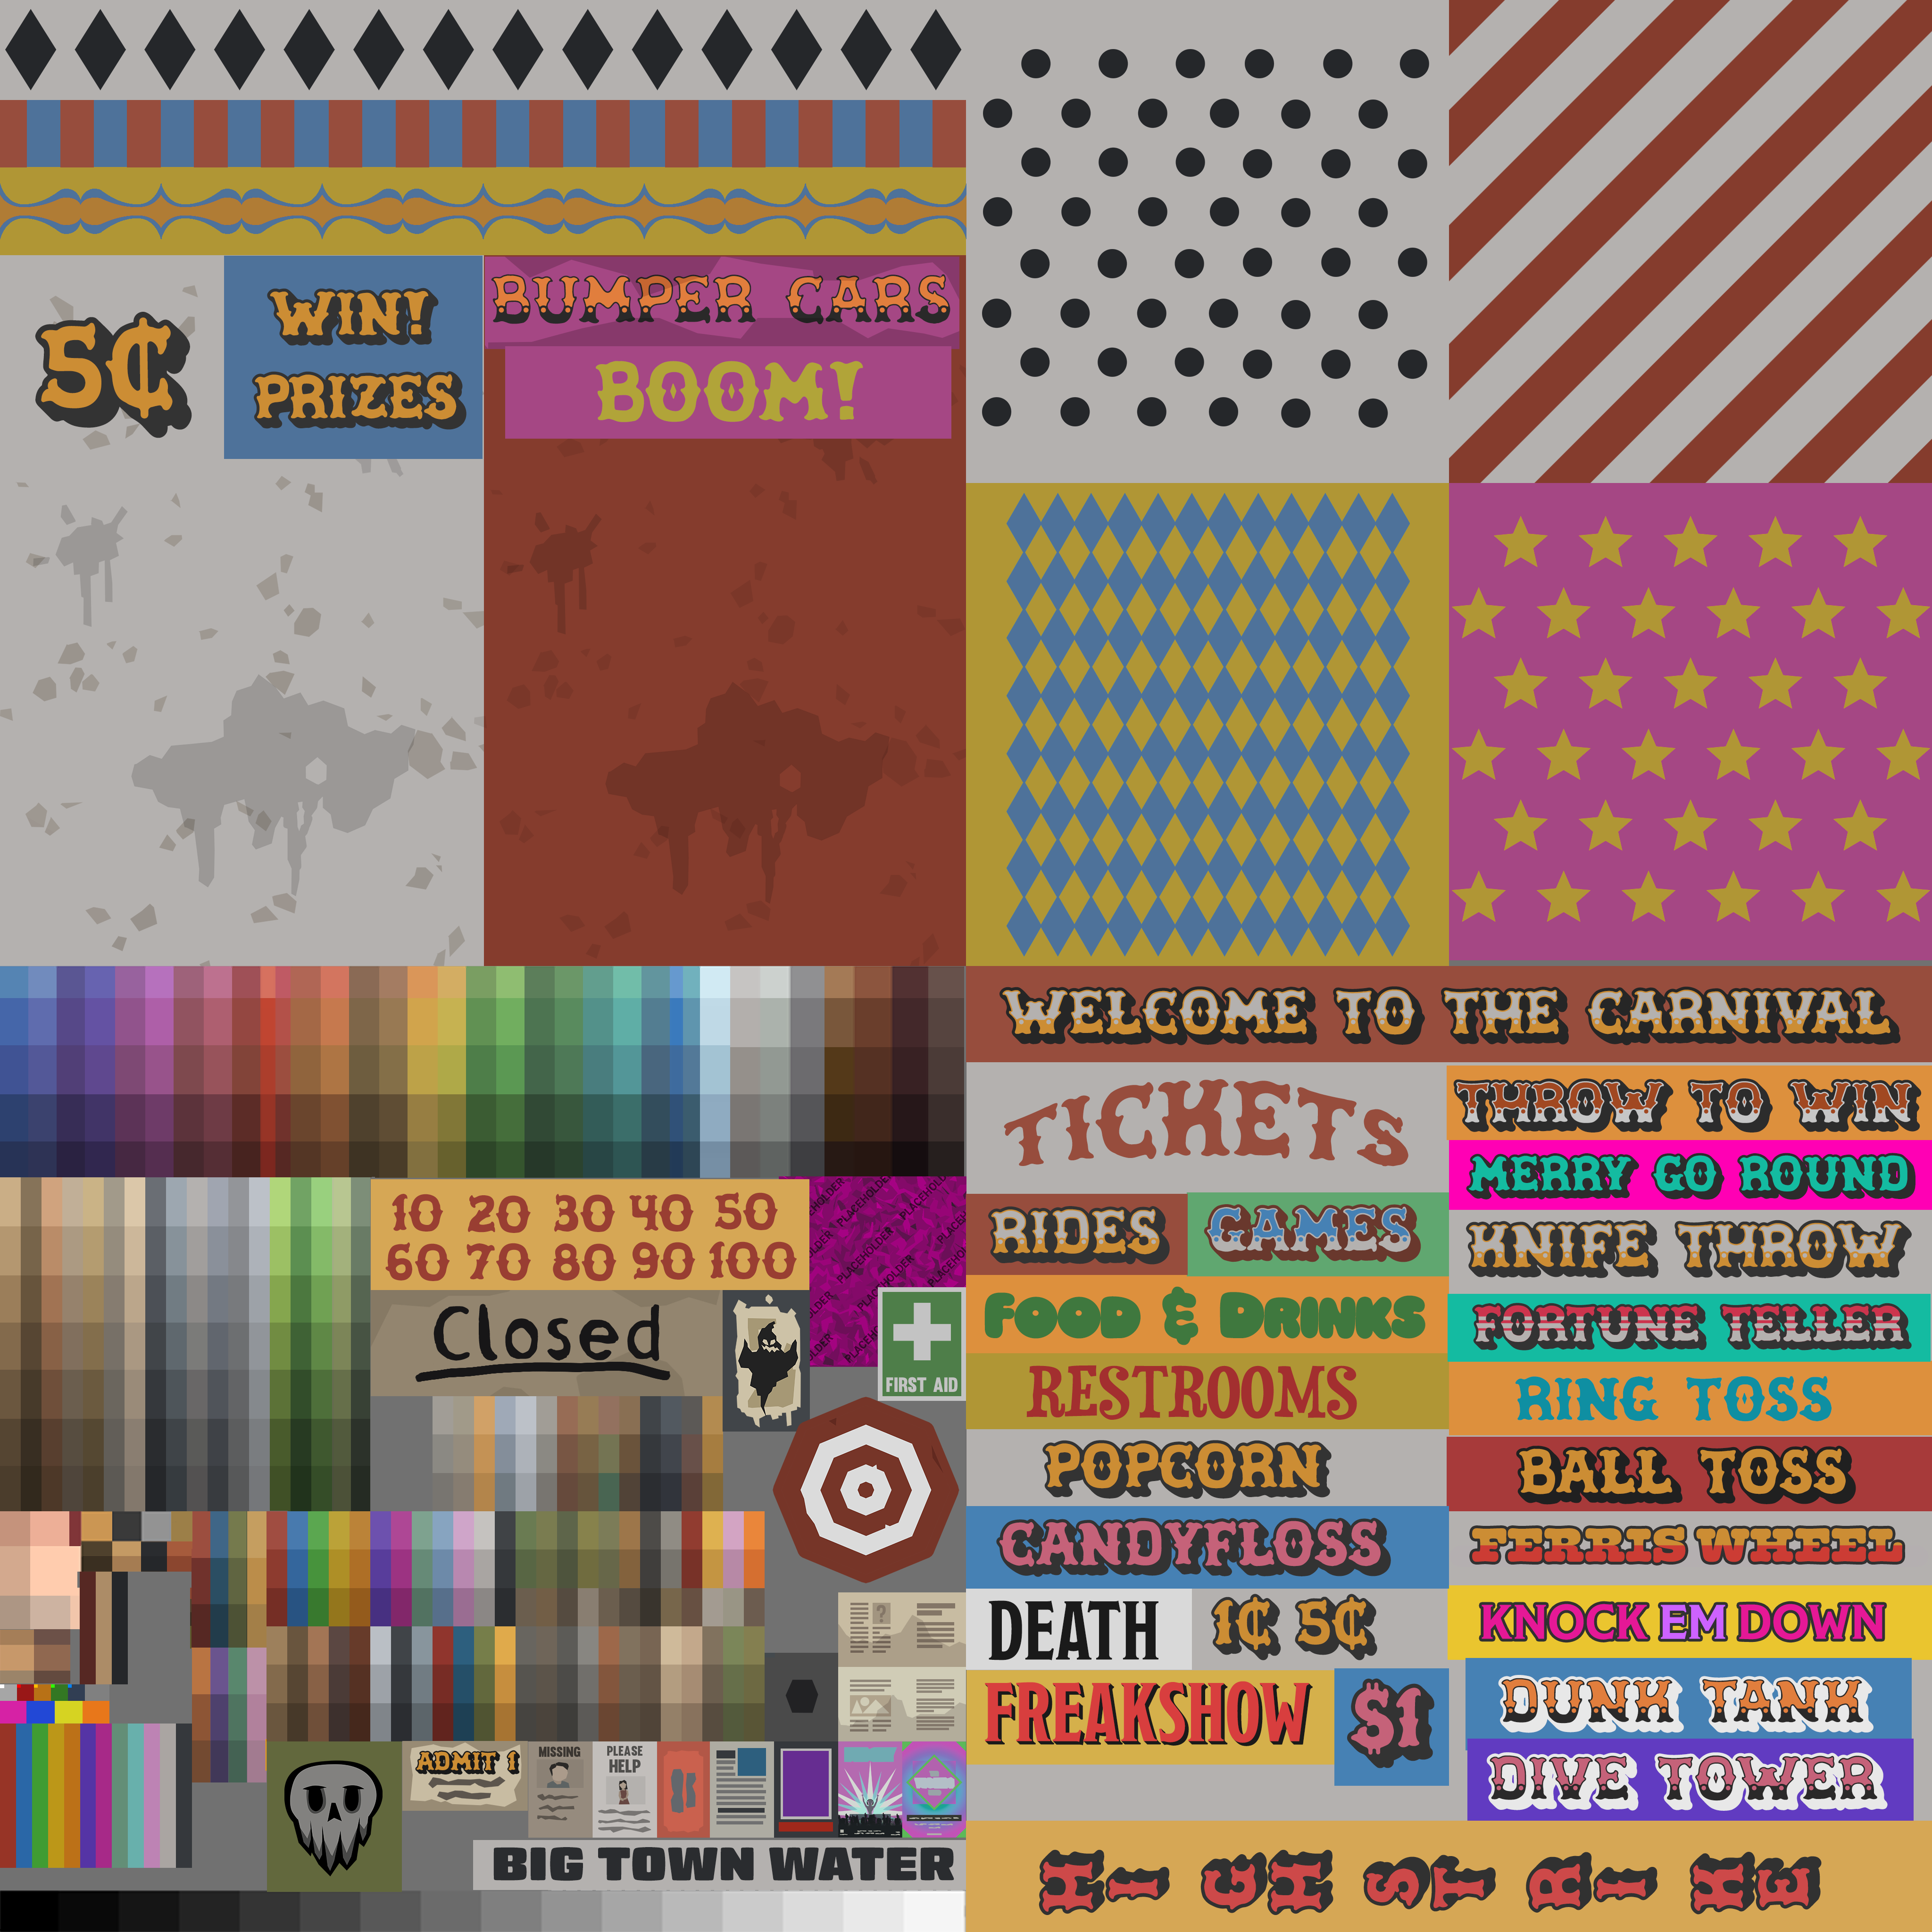 5¢
WIN!
PRIZES
BUMPER CARS
BOOM!
WELCOME TO THE CARNIVAL
TICKETS
THROW TO WIN
MERRY GO ROUND
RIDES
GAMES
KNIFE THROW
FOOD & DRINKS
FORTUNE TELLER
RESTROOMS
RING TOSS
POPCORN
BALL TOSS
CANDYFLOSS
FERRIS WHEEL
DEATH
1¢ 5¢
KNOCK EM DOWN
FREAKSHOW
$1
DUNK TANK
DIVE TOWER
HIGH STRIKE
10 20 30 40 50
60 70 80 90 100
PLACEHOLDER
PLACEHOLDER
PLACEHOLDER
PLACEHOLDER
Closed
FIRST AID
?
ADMIT 1
MISSING
PLEASE
HELP
BIG TOWN WATER